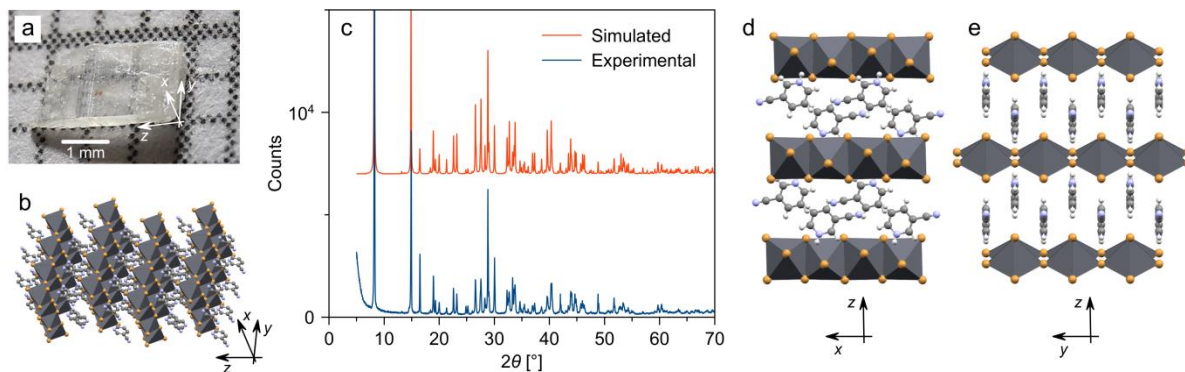 a
x
y
z
1 mm
b
x
y
z
c
Simulated
Experimental
Counts
10⁴
0
0 10 20 30 40 50 60 70
2θ [°]
d
z
x
e
z
y